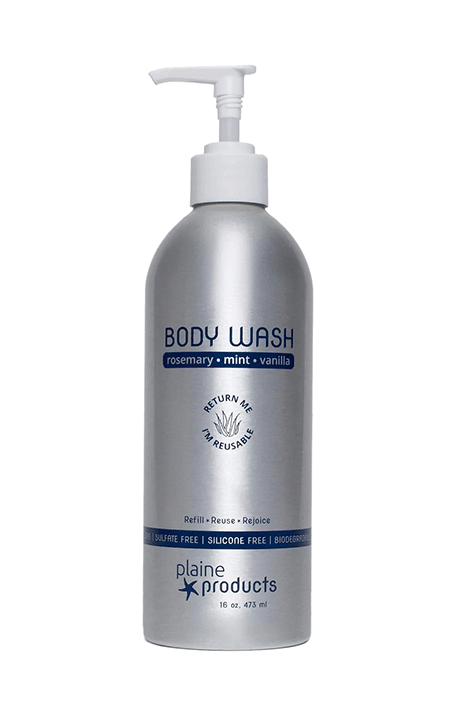 BODY WASH
rosemary • mint • vanilla
RETURN ME
I'M REUSABLE
Refill • Reuse • Rejoice
| SULFATE FREE | SILICONE FREE |
plaine
products
16 oz, 473 ml